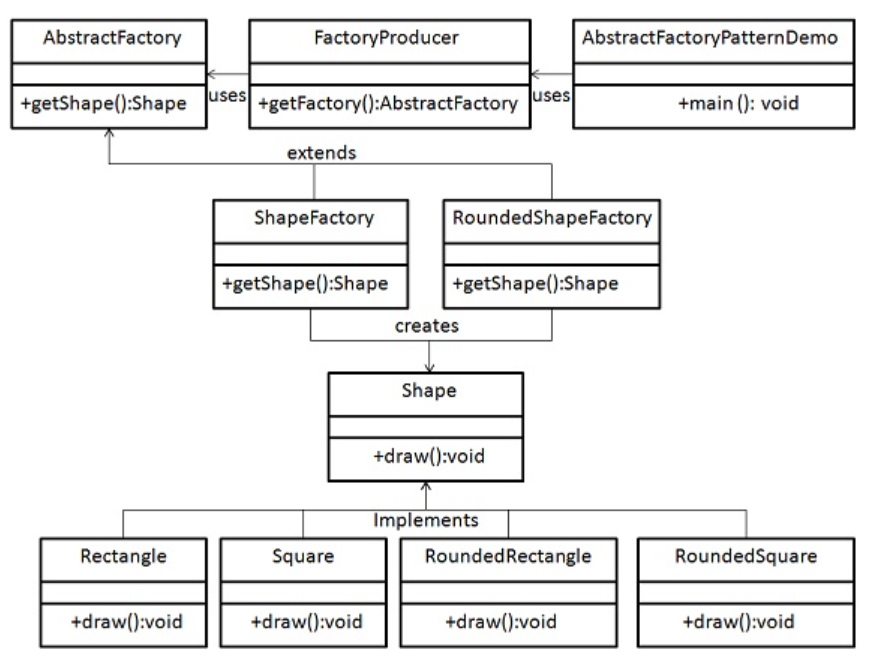 AbstractFactory
+getShape():Shape
uses
FactoryProducer
+getFactory():AbstractFactory
uses
AbstractFactoryPatternDemo
+main (): void
extends
ShapeFactory
+getShape():Shape
RoundedShapeFactory
+getShape():Shape
creates
Shape
+draw():void
Implements
Rectangle
+draw():void
Square
+draw():void
RoundedRectangle
+draw():void
RoundedSquare
+draw():void